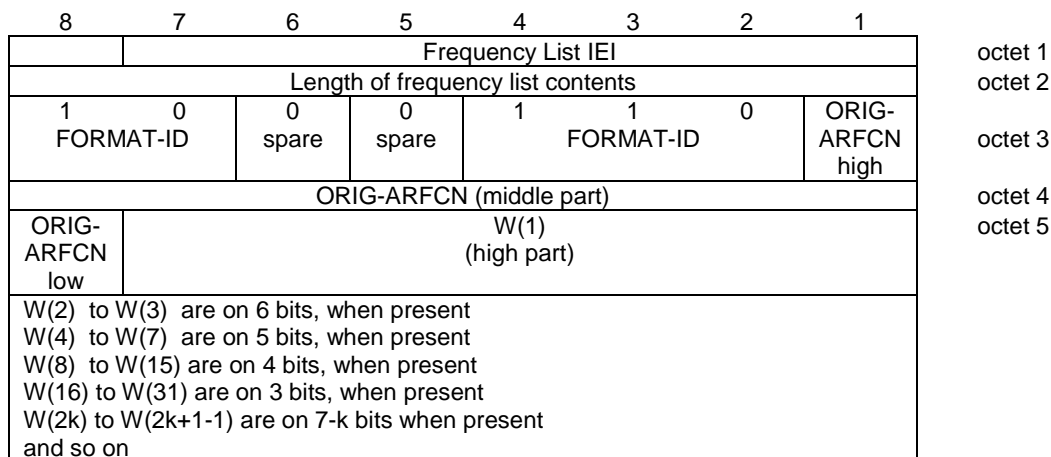 8 7 6 5 4 3 2 1
Frequency List IEI octet 1
Length of frequency list contents octet 2
1 0 0 0 1 1 0 ORIG-
FORMAT-ID spare spare FORMAT-ID ARFCN octet 3
high
ORIG-ARFCN (middle part) octet 4
ORIG- W(1) octet 5
ARFCN (high part)
low
W(2) to W(3) are on 6 bits, when present
W(4) to W(7) are on 5 bits, when present
W(8) to W(15) are on 4 bits, when present
W(16) to W(31) are on 3 bits, when present
W(2k) to W(2k+1-1) are on 7-k bits when present
and so on